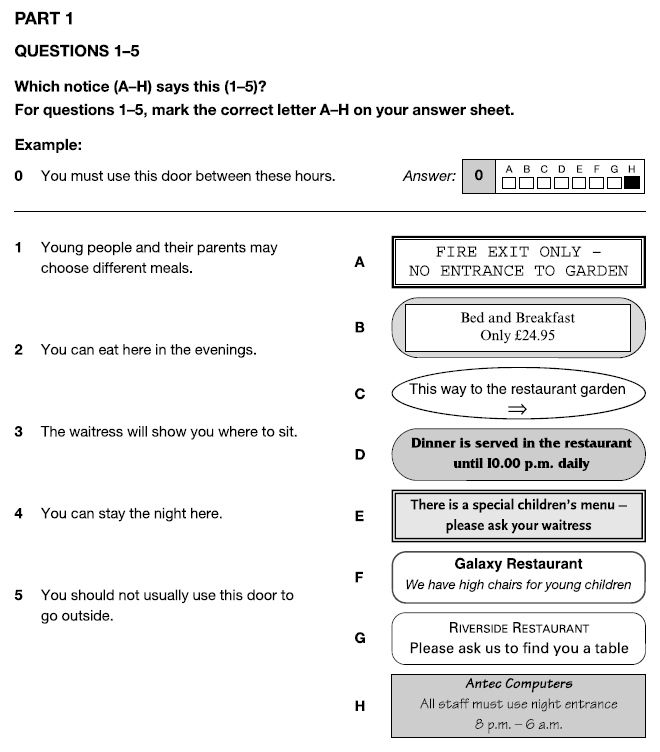 PART 1
QUESTIONS 1–5
Which notice (A–H) says this (1–5)?
For questions 1–5, mark the correct letter A–H on your answer sheet.
Example:
0 You must use this door between these hours.
Answer: 0 A B C D E F G H
1 Young people and their parents may
choose different meals.
2 You can eat here in the evenings.
3 The waitress will show you where to sit.
4 You can stay the night here.
5 You should not usually use this door to
go outside.
A FIRE EXIT ONLY –
NO ENTRANCE TO GARDEN
B Bed and Breakfast
Only £24.95
C This way to the restaurant garden
⇒
D Dinner is served in the restaurant
until 10.00 p.m. daily
E There is a special children's menu –
please ask your waitress
F Galaxy Restaurant
We have high chairs for young children
G RIVERSIDE RESTAURANT
Please ask us to find you a table
H Antec Computers
All staff must use night entrance
8 p.m. – 6 a.m.